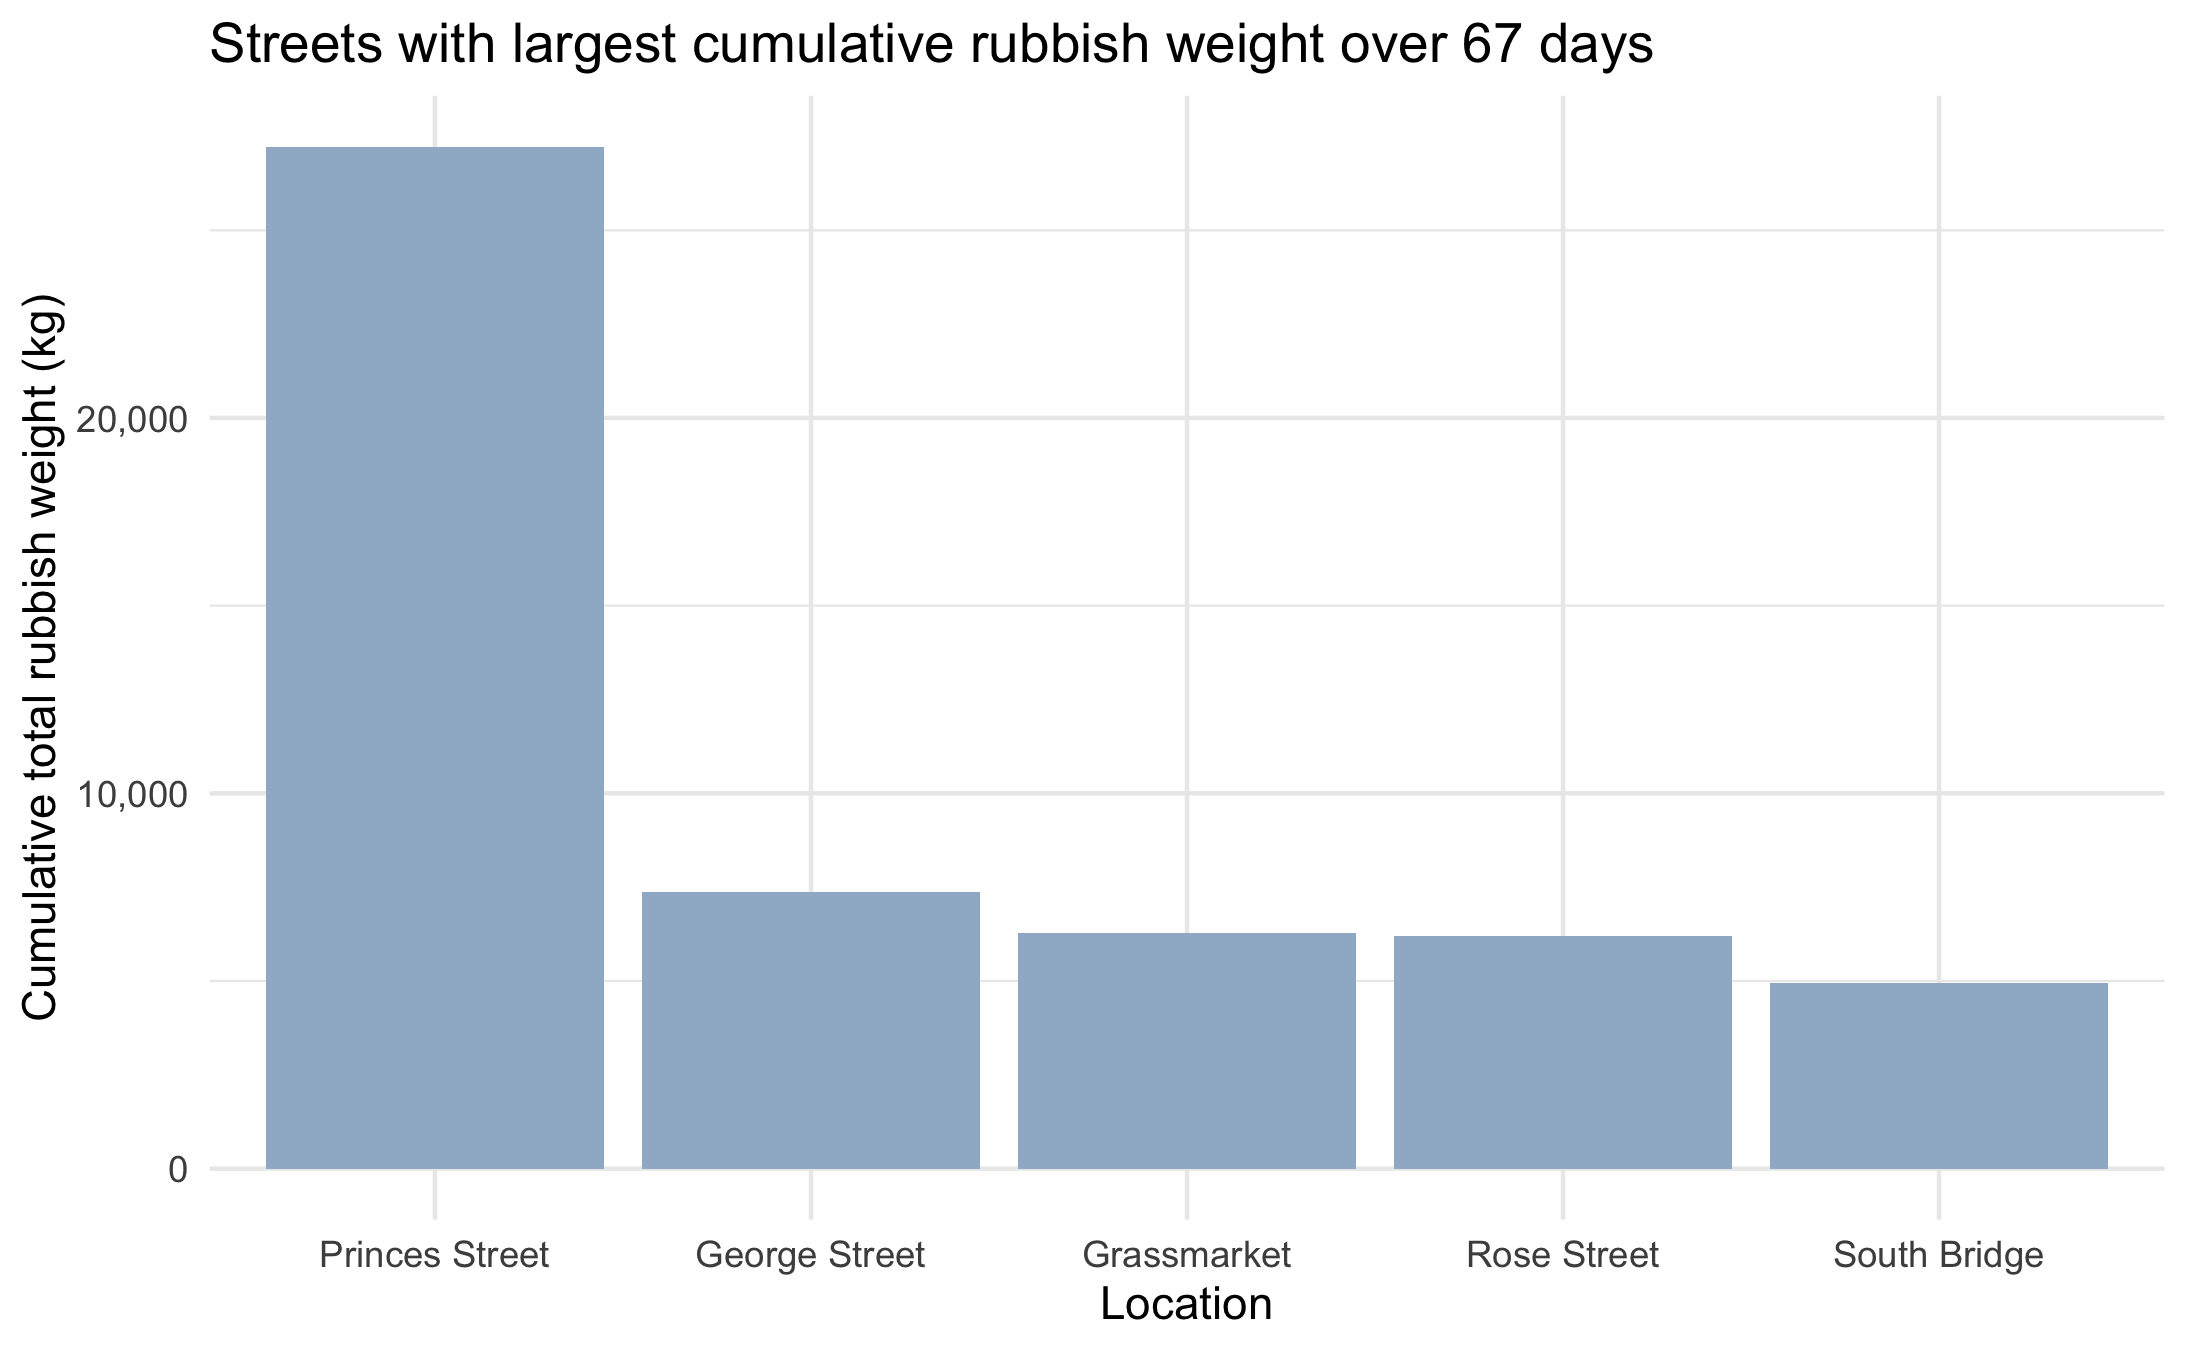 Streets with largest cumulative rubbish weight over 67 days
Cumulative total rubbish weight (kg)
20,000
10,000
0
Princes Street
George Street
Grassmarket
Rose Street
South Bridge
Location